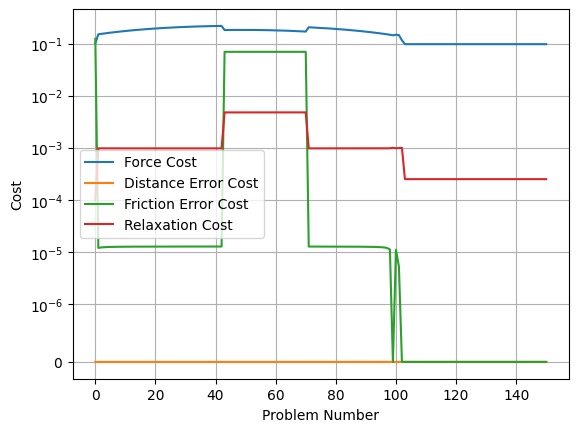 10⁻¹
10⁻²
10⁻³
10⁻⁴
10⁻⁵
10⁻⁶
0
Cost
Force Cost
Distance Error Cost
Friction Error Cost
Relaxation Cost
0 20 40 60 80 100 120 140
Problem Number